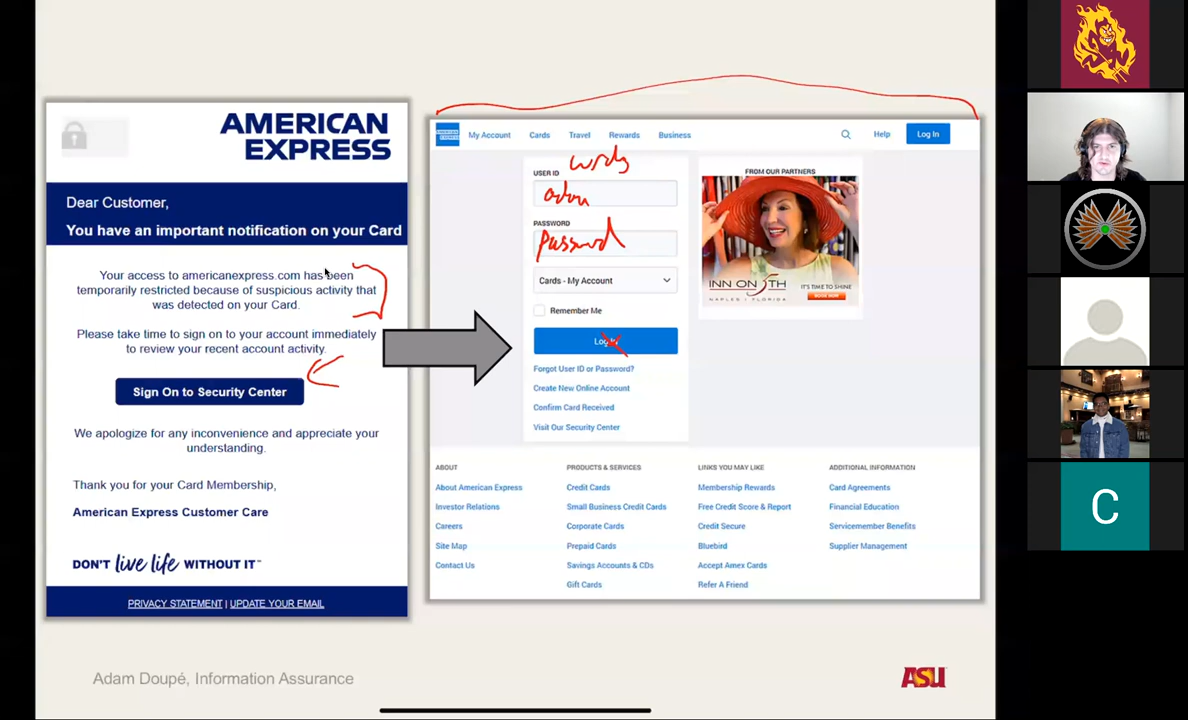 AMERICAN
EXPRESS
Dear Customer,
You have an important notification on your Card
Your access to americanexpress.com has been
temporarily restricted because of suspicious activity that
was detected on your Card.
Please take time to sign on to your account immediately
to review your recent account activity.
Sign On to Security Center
We apologize for any inconvenience and appreciate your
understanding.
Thank you for your Card Membership,
American Express Customer Care
DON'T live life WITHOUT IT™
PRIVACY STATEMENT | UPDATE YOUR EMAIL
My Account Cards Travel Rewards Business Help Log In
USER ID
PASSWORD
Cards - My Account
Remember Me
Log In
Forgot User ID or Password?
Create New Online Account
Confirm Card Received
Visit Our Security Center
FROM OUR PARTNERS
INN ON 5TH
NAPLES FLORIDA
IT'S TIME TO SHINE
BOOK NOW
ABOUT
About American Express
Investor Relations
Careers
Site Map
Contact Us
PRODUCTS & SERVICES
Credit Cards
Small Business Credit Cards
Corporate Cards
Prepaid Cards
Savings Accounts & CDs
Gift Cards
LINKS YOU MAY LIKE
Membership Rewards
Free Credit Score & Report
Credit Secure
Bluebird
Accept Amex Cards
Refer A Friend
ADDITIONAL INFORMATION
Card Agreements
Financial Education
Servicemember Benefits
Supplier Management
Adam Doupé, Information Assurance
ASU
C